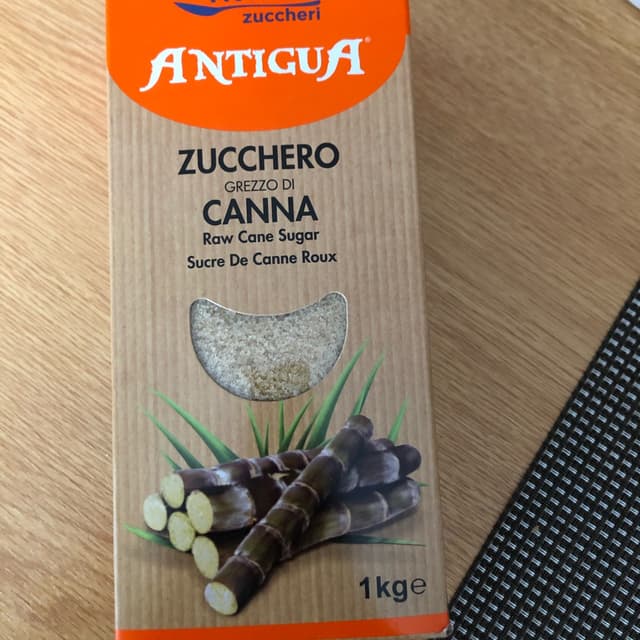 zuccheri
ANTIGUA®
ZUCCHERO
GREZZO DI
CANNA
Raw Cane Sugar
Sucre De Canne Roux
1kg℮